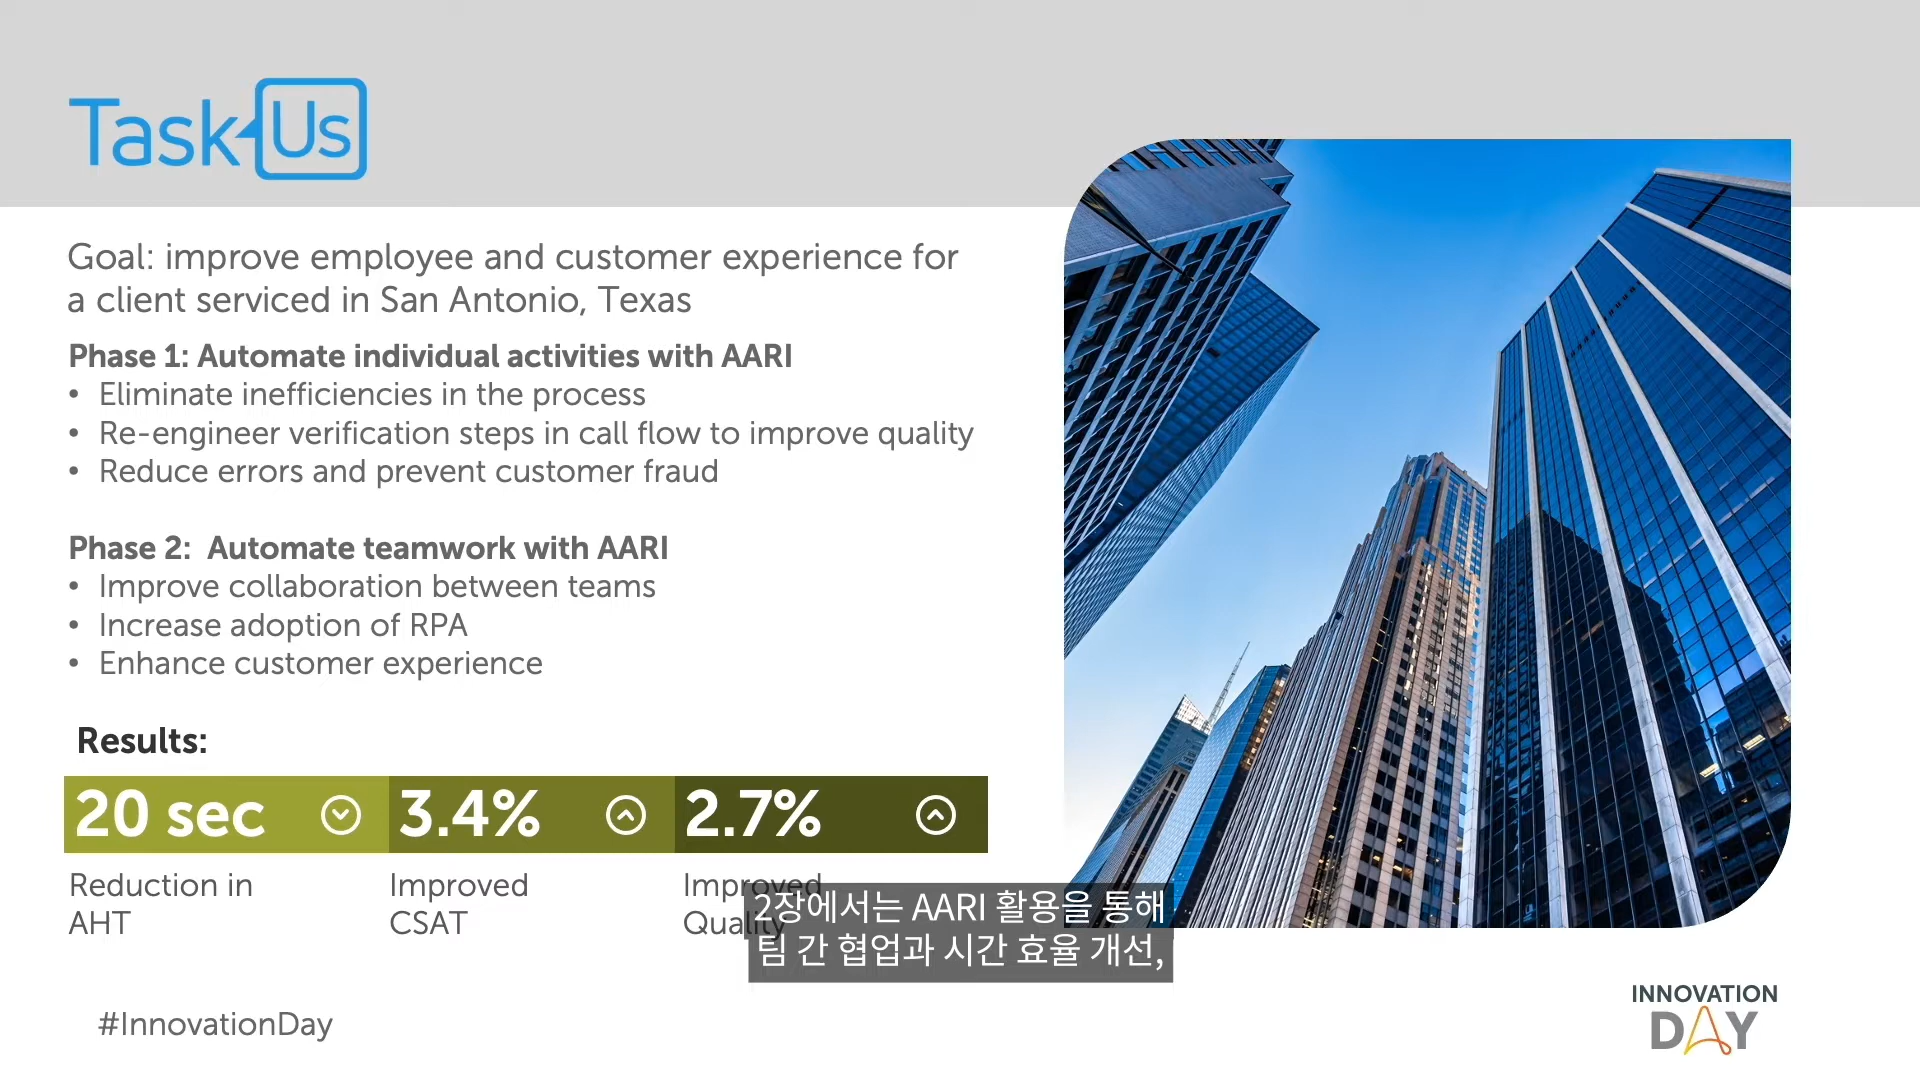 TaskUs
Goal: improve employee and customer experience for
a client serviced in San Antonio, Texas
Phase 1: Automate individual activities with AARI
• Eliminate inefficiencies in the process
• Re-engineer verification steps in call flow to improve quality
• Reduce errors and prevent customer fraud
Phase 2:  Automate teamwork with AARI
• Improve collaboration between teams
• Increase adoption of RPA
• Enhance customer experience
Results:
20 sec
Reduction in
AHT
3.4%
Improved
CSAT
2.7%
Improved
Quality
2장에서는 AARI 활용을 통해
팀 간 협업과 시간 효율 개선,
#InnovationDay
INNOVATION
DAY